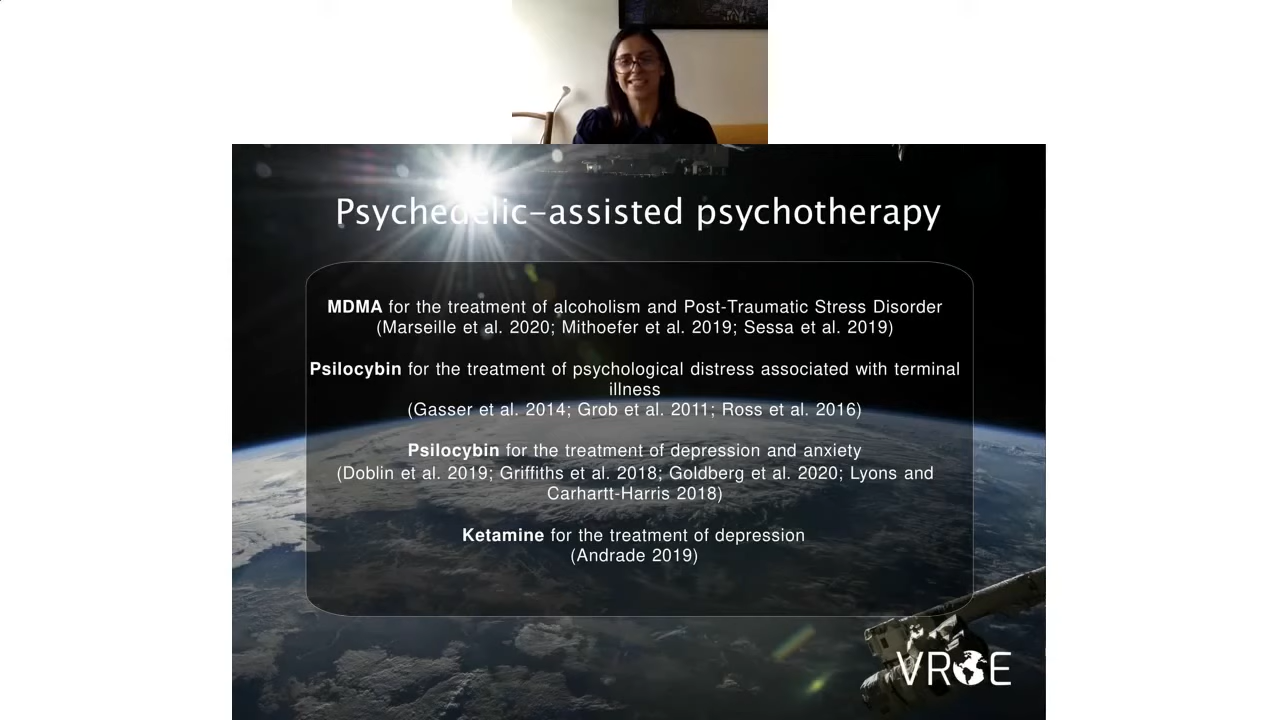 Psychedelic-assisted psychotherapy
MDMA for the treatment of alcoholism and Post-Traumatic Stress Disorder
(Marseille et al. 2020; Mithoefer et al. 2019; Sessa et al. 2019)
Psilocybin for the treatment of psychological distress associated with terminal
illness
(Gasser et al. 2014; Grob et al. 2011; Ross et al. 2016)
Psilocybin for the treatment of depression and anxiety
(Doblin et al. 2019; Griffiths et al. 2018; Goldberg et al. 2020; Lyons and
Carhartt-Harris 2018)
Ketamine for the treatment of depression
(Andrade 2019)
VROE